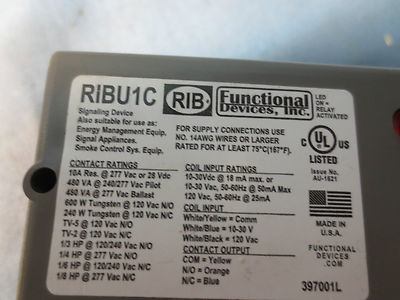 RIBU1C
RIB
Functional
Devices, Inc.
LED
ON =
RELAY
ACTIVATED
Signaling Device
Also suitable for use as:
Energy Management Equip.
Signal Appliances.
Smoke Control Sys. Equip.
FOR SUPPLY CONNECTIONS USE
NO. 14AWG WIRES OR LARGER
RATED FOR AT LEAST 75°C(167°F).
C UL US
LISTED
Issue No.
AU-1821
CONTACT RATINGS
10A Res. @ 277 Vac or 28 Vdc
480 VA @ 240/277 Vac Pilot
480 VA @ 277 Vac Ballast
600 W Tungsten @ 120 Vac N/O
240 W Tungsten @ 120 Vac N/C
TV-5 @ 120 Vac N/O
TV-2 @ 120 Vac N/C
1/3 HP @ 120/240 Vac N/O
1/4 HP @ 277 Vac N/O
1/6 HP @ 120/240 Vac N/C
1/8 HP @ 277 Vac N/C
COIL INPUT RATINGS
10-30Vdc @ 18 mA max. or
10-30 Vac, 50-60Hz @ 50mA Max
120 Vac, 50-60Hz @ 25mA
COIL INPUT
White/Yellow = Comm
White/Blue = 10-30 V
White/Black = 120 Vac
CONTACT OUTPUT
COM = Yellow
N/O = Orange
N/C = Blue
MADE IN
U.S.A.
FUNCTIONAL
DEVICES.COM
397001L